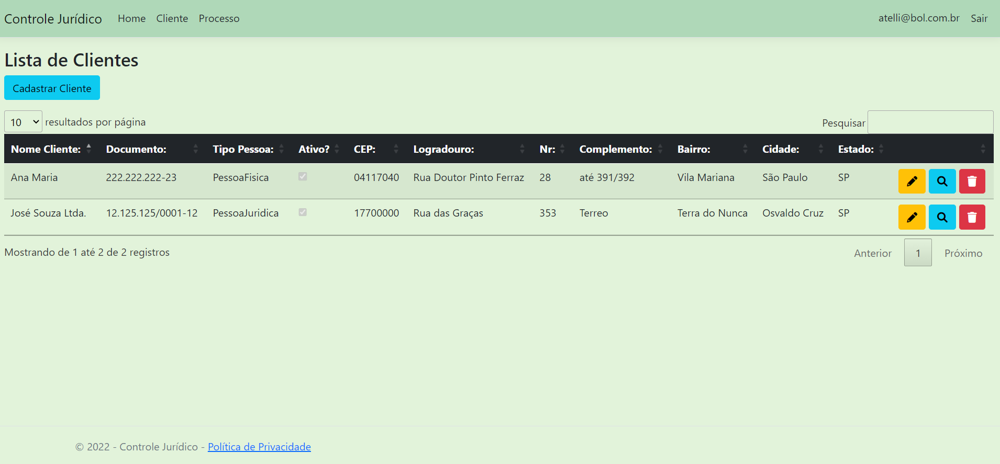 Controle Jurídico Home Cliente Processo atelli@bol.com.br Sair
Lista de Clientes
Cadastrar Cliente
10 resultados por página Pesquisar
Nome Cliente: Documento: Tipo Pessoa: Ativo? CEP: Logradouro: Nr: Complemento: Bairro: Cidade: Estado:
Ana Maria 222.222.222-23 PessoaFisica 04117040 Rua Doutor Pinto Ferraz 28 até 391/392 Vila Mariana São Paulo SP
José Souza Ltda. 12.125.125/0001-12 PessoaJuridica 17700000 Rua das Graças 353 Terreo Terra do Nunca Osvaldo Cruz SP
Mostrando de 1 até 2 de 2 registros Anterior 1 Próximo
© 2022 - Controle Jurídico - Política de Privacidade